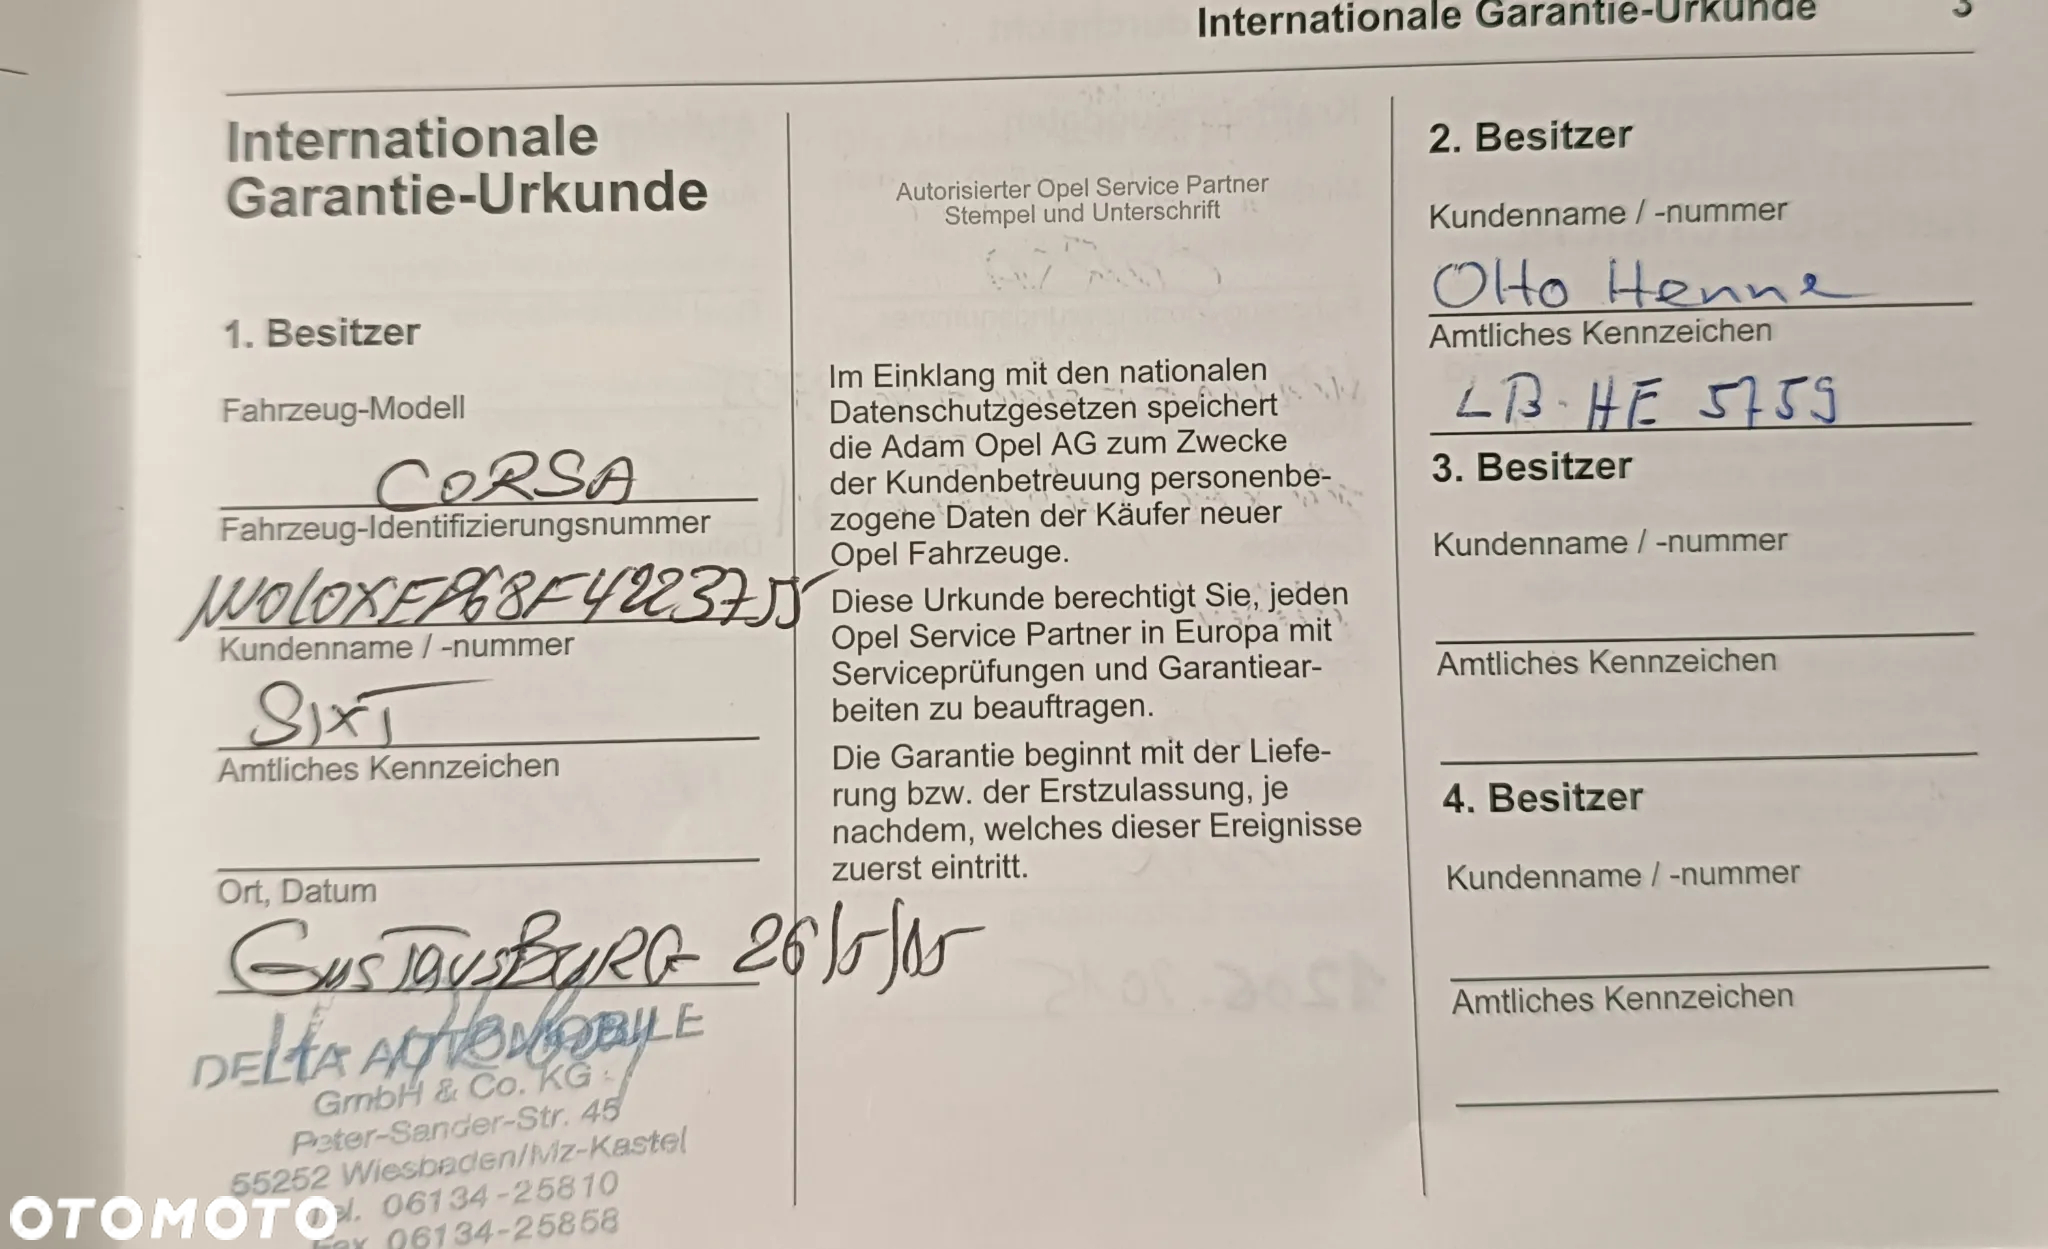 Internationale Garantie-Urkunde 3
Internationale
Garantie-Urkunde
1. Besitzer
Fahrzeug-Modell
CORSA
Fahrzeug-Identifizierungsnummer
W0L0XEP68F4223755
Kundenname / -nummer
SIXT
Amtliches Kennzeichen
Ort, Datum
GUSTAVSBURG 26/5/15
DELTA AUTOMOBILE
GmbH & Co. KG
Peter-Sander-Str. 45
55252 Wiesbaden/Mz-Kastel
Tel. 06134-25810
Fax 06134-25858
Autorisierter Opel Service Partner
Stempel und Unterschrift
Im Einklang mit den nationalen
Datenschutzgesetzen speichert
die Adam Opel AG zum Zwecke
der Kundenbetreuung personenbe-
zogene Daten der Käufer neuer
Opel Fahrzeuge.
Diese Urkunde berechtigt Sie, jeden
Opel Service Partner in Europa mit
Serviceprüfungen und Garantiear-
beiten zu beauftragen.
Die Garantie beginnt mit der Liefe-
rung bzw. der Erstzulassung, je
nachdem, welches dieser Ereignisse
zuerst eintritt.
2. Besitzer
Kundenname / -nummer
Otto Henne
Amtliches Kennzeichen
LB-HE 5759
3. Besitzer
Kundenname / -nummer
Amtliches Kennzeichen
4. Besitzer
Kundenname / -nummer
Amtliches Kennzeichen
OTOMOTO